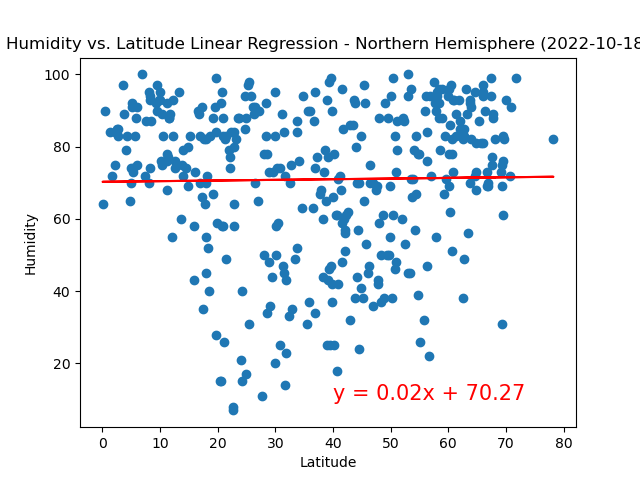 Humidity vs. Latitude Linear Regression - Northern Hemisphere (2022-10-18
100
80
60
40
20
Humidity
y = 0.02x + 70.27
0 10 20 30 40 50 60 70 80
Latitude